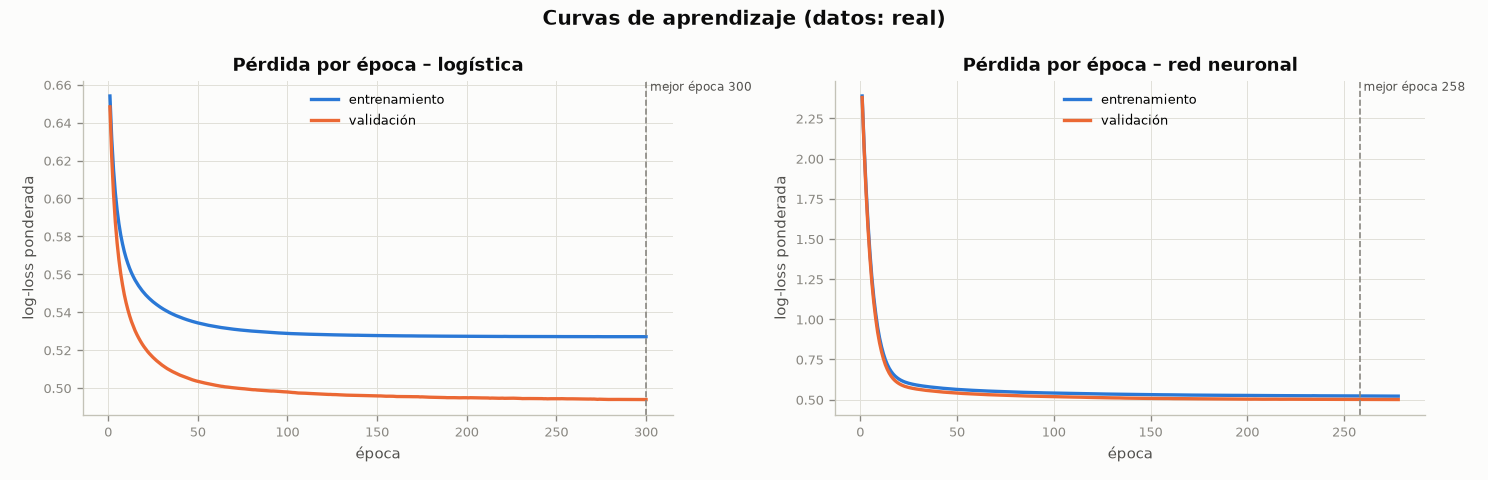 Curvas de aprendizaje (datos: real)
Pérdida por época – logística
mejor época 300
entrenamiento
validación
log-loss ponderada
0.66
0.64
0.62
0.60
0.58
0.56
0.54
0.52
0.50
0
50
100
150
200
250
300
época
Pérdida por época – red neuronal
mejor época 258
entrenamiento
validación
log-loss ponderada
2.25
2.00
1.75
1.50
1.25
1.00
0.75
0.50
0
50
100
150
200
250
época